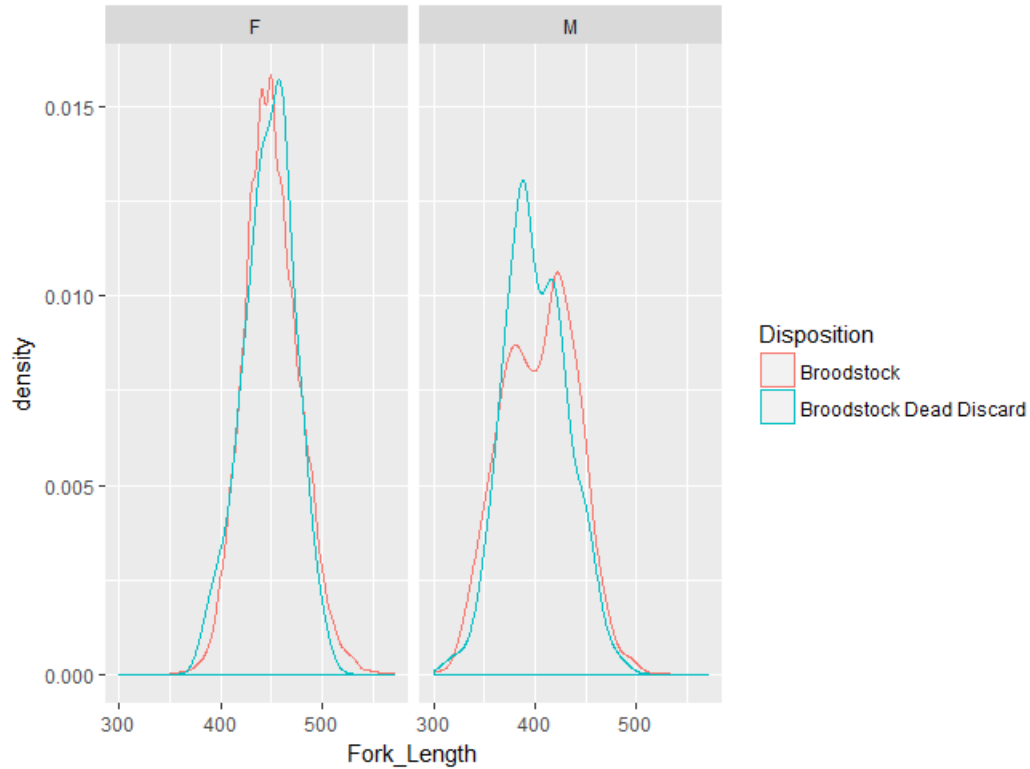 F
M
0.015
0.010
0.005
0.000
density
300
400
500
300
400
500
Fork_Length
Disposition
Broodstock
Broodstock Dead Discard